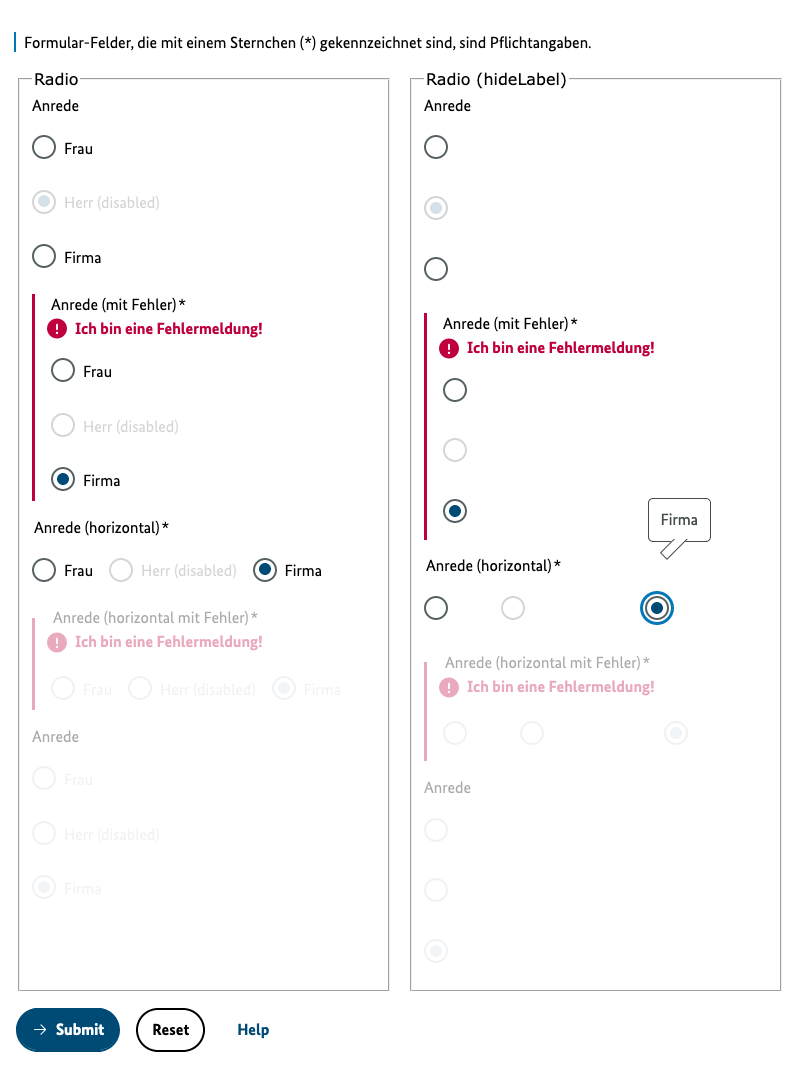 Formular-Felder, die mit einem Sternchen (*) gekennzeichnet sind, sind Pflichtangaben.
Radio
Anrede
Frau
Herr (disabled)
Firma
Anrede (mit Fehler)*
! Ich bin eine Fehlermeldung!
Frau
Herr (disabled)
Firma
Anrede (horizontal)*
Frau Herr (disabled) Firma
Anrede (horizontal mit Fehler)*
! Ich bin eine Fehlermeldung!
Frau Herr (disabled) Firma
Anrede
Frau
Herr (disabled)
Firma
Radio (hideLabel)
Anrede
Anrede (mit Fehler)*
! Ich bin eine Fehlermeldung!
Firma
Anrede (horizontal)*
Anrede (horizontal mit Fehler)*
! Ich bin eine Fehlermeldung!
Anrede
→ Submit Reset Help